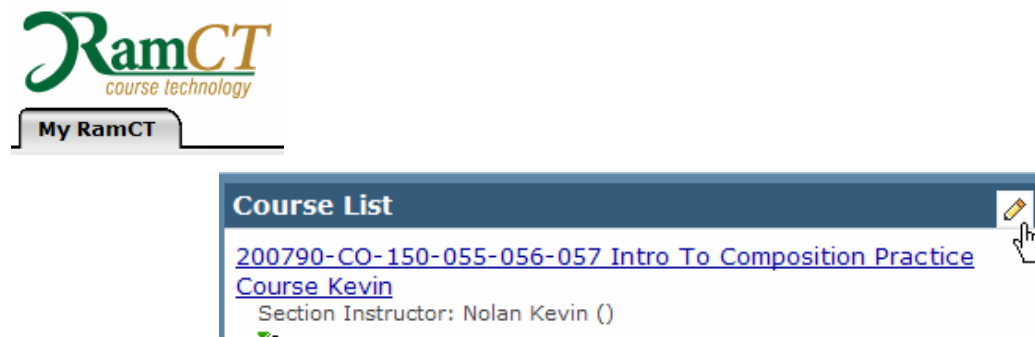 RamCT
course technology
My RamCT
Course List
200790-CO-150-055-056-057 Intro To Composition Practice
Course Kevin
Section Instructor: Nolan Kevin ()